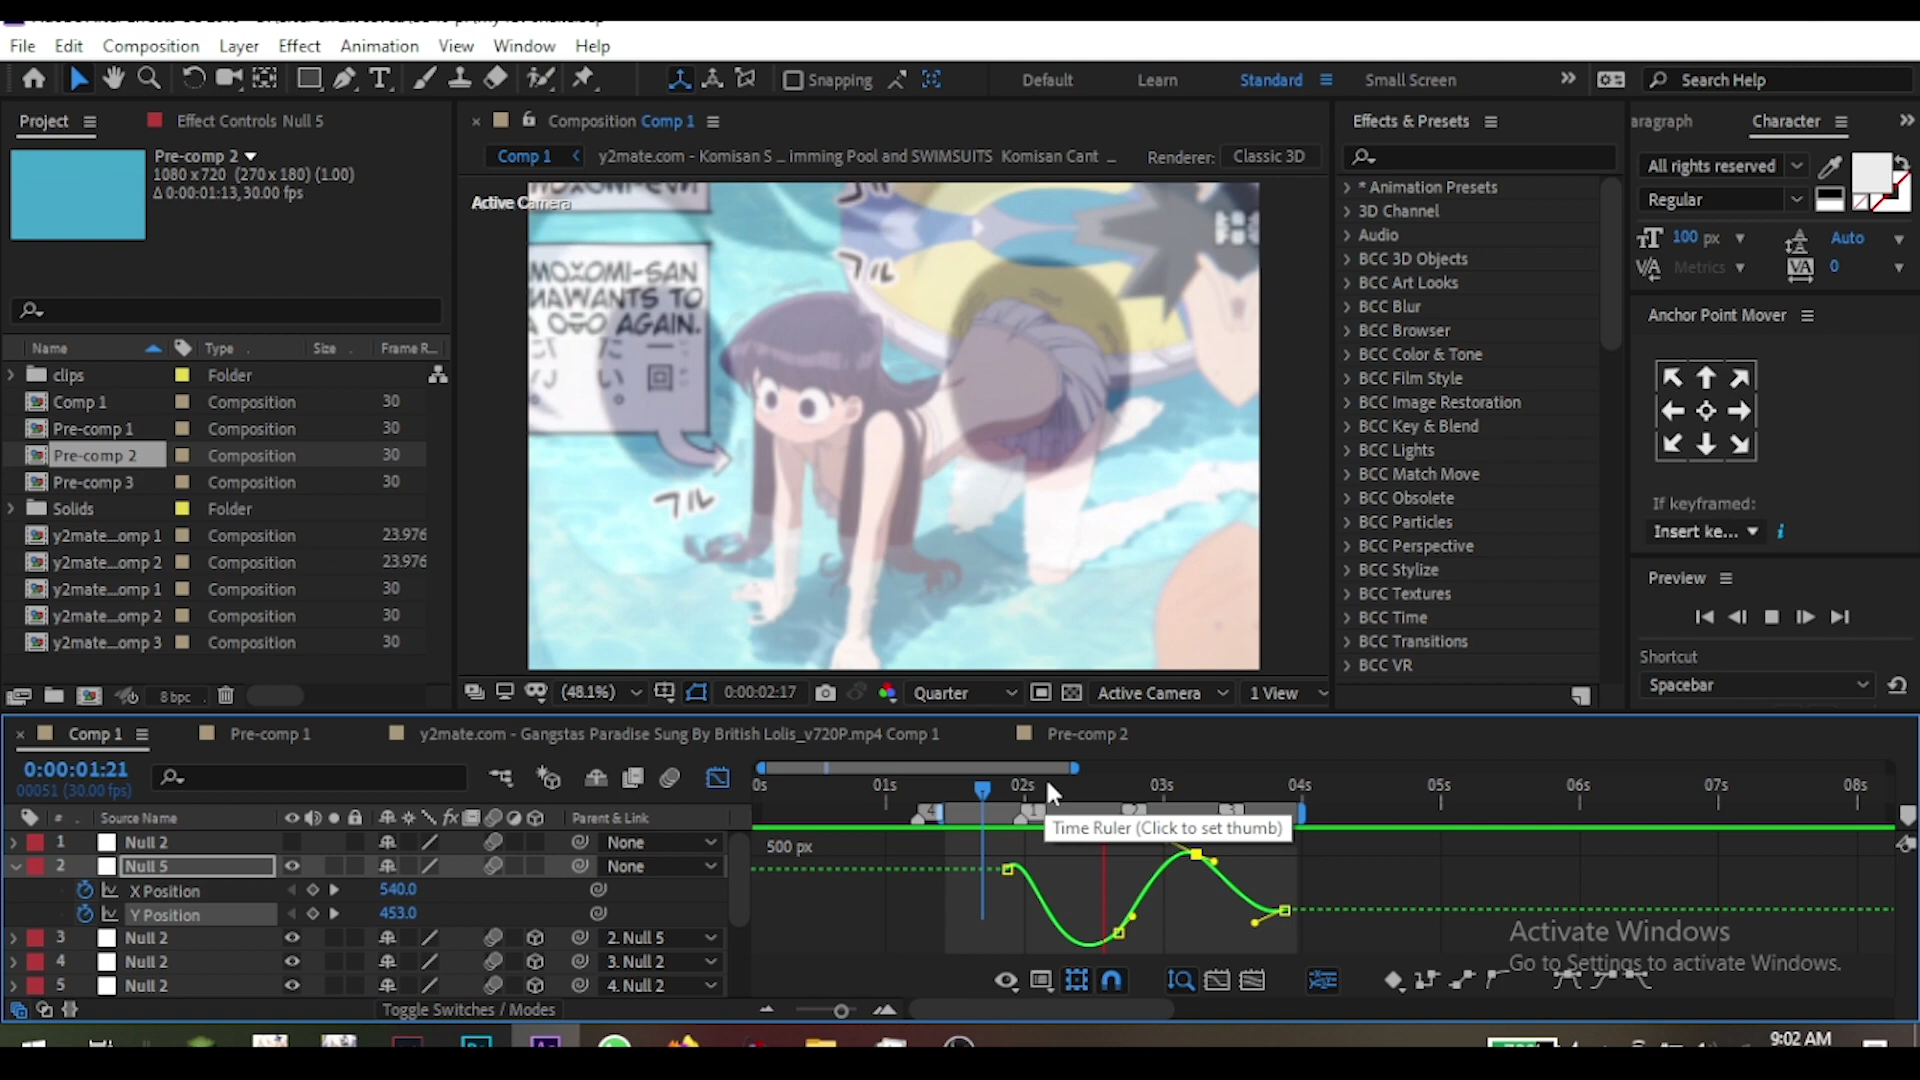 File Edit Composition Layer Effect Animation View Window Help
Snapping
Default Learn Standard Small Screen
Search Help
Project
Effect Controls Null 5
Pre-comp 2
1080 x720 (270 x 180) (1.00)
Δ 0:00:01:13, 30.00 fps
Name Type Size Frame R...
clips Folder
Comp 1 Composition 30
Pre-comp 1 Composition 30
Pre-comp 2 Composition 30
Pre-comp 3 Composition 30
Solids Folder
y2mate...omp 1 Composition 23.976
y2mate...omp 2 Composition 23.976
y2mate...omp 1 Composition 30
y2mate...omp 2 Composition 30
y2mate...omp 3 Composition 30
8 bpc
Composition Comp 1
Comp 1 y2mate.com - Komisan S ... imming Pool and SWIMSUITS Komisan Cant ...
Renderer: Classic 3D
Active Camera
AGAIN.
フル
フル
(48.1%) 0:00:02:17 Quarter Active Camera 1 View
Effects & Presets
* Animation Presets
3D Channel
Audio
BCC 3D Objects
BCC Art Looks
BCC Blur
BCC Browser
BCC Color & Tone
BCC Film Style
BCC Image Restoration
BCC Key & Blend
BCC Lights
BCC Match Move
BCC Obsolete
BCC Particles
BCC Perspective
BCC Stylize
BCC Textures
BCC Time
BCC Transitions
BCC VR
aragraph Character
All rights reserved
Regular
100 px Auto
Metrics 0
Anchor Point Mover
If keyframed:
Insert ke...
Preview
Shortcut
Spacebar
Comp 1 Pre-comp 1 y2mate.com - Gangstas Paradise Sung By British Lolis_v720P.mp4 Comp 1 Pre-comp 2
0:00:01:21
00051 (30.00 fps)
# Source Name fx Parent & Link
1 Null 2 None
2 Null 5 None
X Position 540.0
Y Position 453.0
3 Null 2 2. Null 5
4 Null 2 3. Null 2
5 Null 2 4. Null 2
Toggle Switches / Modes
0s 01s 02s 03s 04s 05s 06s 07s 08s
4 1 2 3
Time Ruler (Click to set thumb)
500 px
Activate Windows
Go to Settings to activate Windows.
9:02 AM